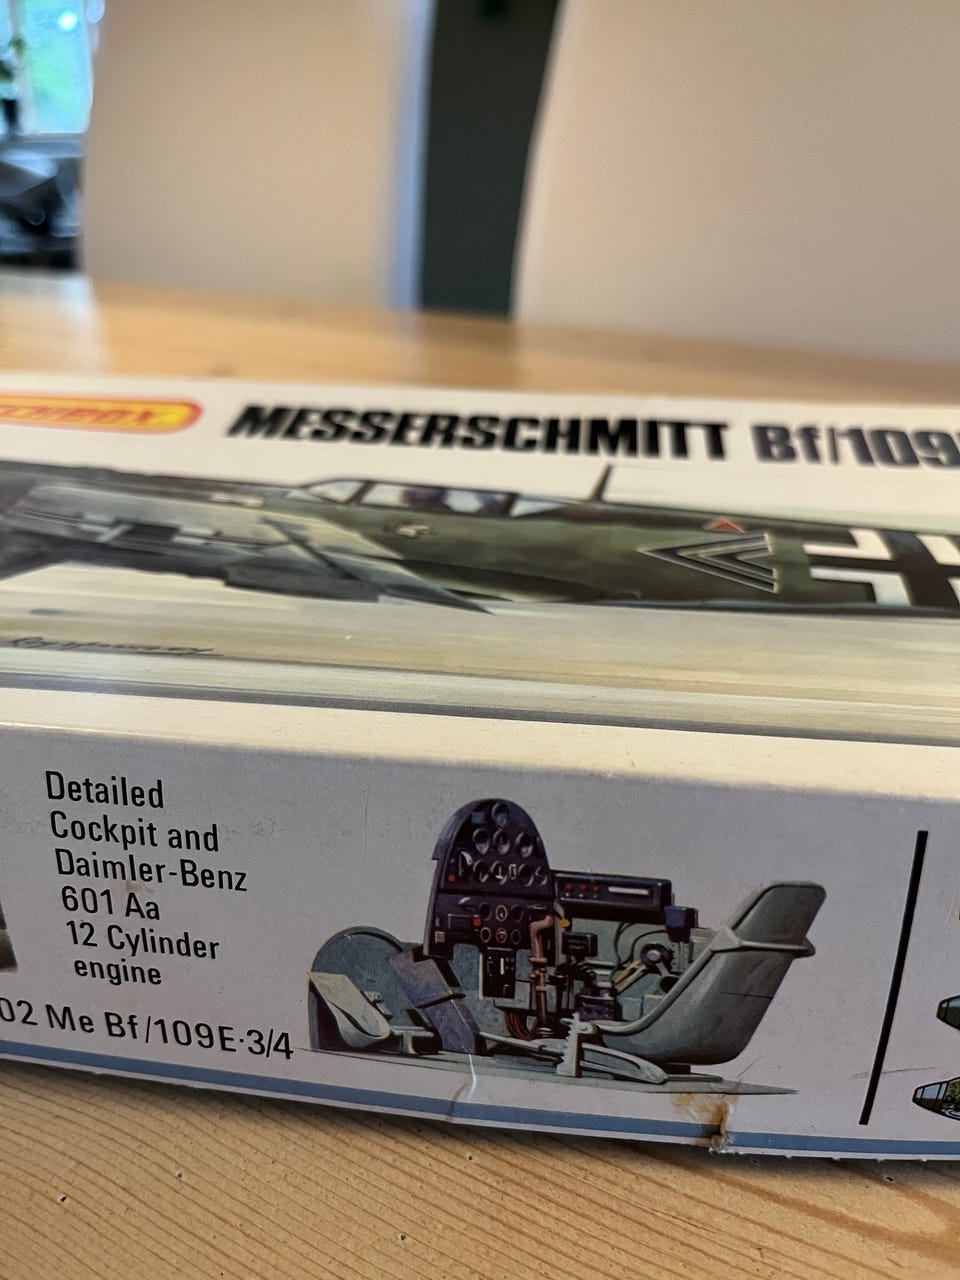 MATCHBOX
MESSERSCHMITT Bf/109
Detailed
Cockpit and
Daimler-Benz
601 Aa
12 Cylinder
engine
02 Me Bf/109E·3/4